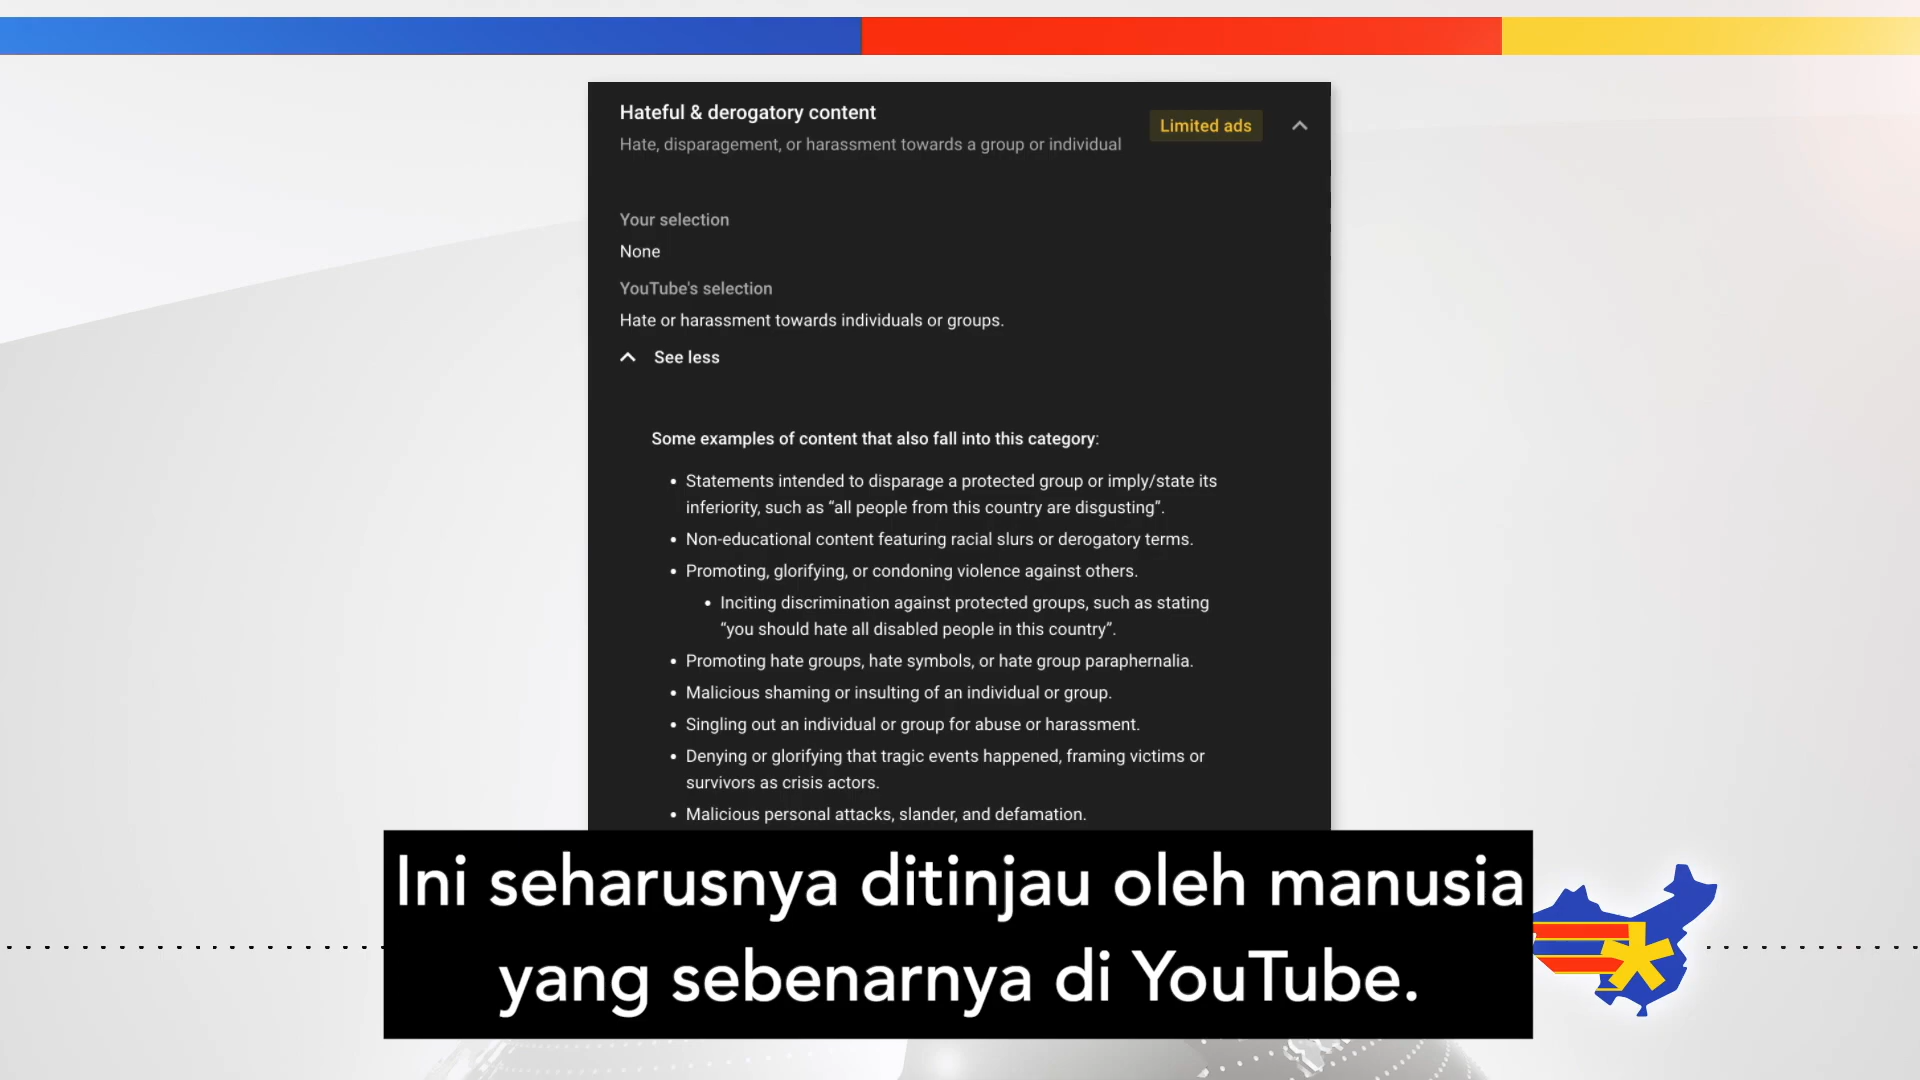 Hateful & derogatory content
Limited ads
Hate, disparagement, or harassment towards a group or individual
Your selection
None
YouTube's selection
Hate or harassment towards individuals or groups.
See less
Some examples of content that also fall into this category:
• Statements intended to disparage a protected group or imply/state its
inferiority, such as “all people from this country are disgusting“.
• Non-educational content featuring racial slurs or derogatory terms.
• Promoting, glorifying, or condoning violence against others.
• Inciting discrimination against protected groups, such as stating
“you should hate all disabled people in this country”.
• Promoting hate groups, hate symbols, or hate group paraphernalia.
• Malicious shaming or insulting of an individual or group.
• Singling out an individual or group for abuse or harassment.
• Denying or glorifying that tragic events happened, framing victims or
survivors as crisis actors.
• Malicious personal attacks, slander, and defamation.
Ini seharusnya ditinjau oleh manusia
yang sebenarnya di YouTube.